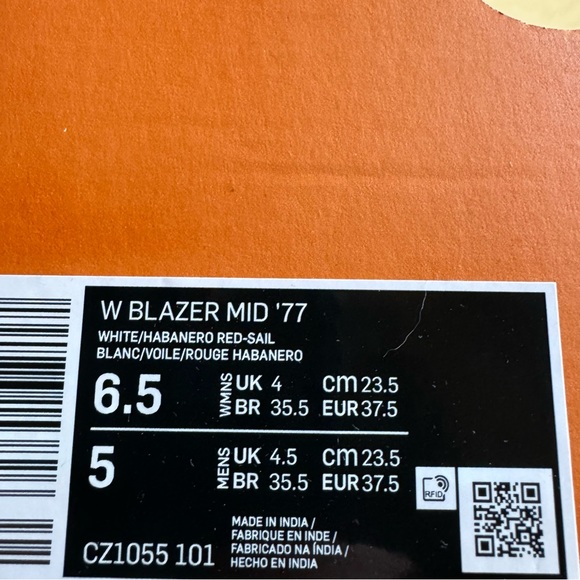 W BLAZER MID '77
WHITE/HABANERO RED-SAIL
BLANC/VOILE/ROUGE HABANERO
6.5 WMNS UK 4 cm 23.5
BR 35.5 EUR 37.5
5 MENS UK 4.5 cm 23.5
BR 35.5 EUR 37.5
RFID
CZ1055 101
MADE IN INDIA /
FABRIQUE EN INDE /
FABRICADO NA ÍNDIA /
HECHO EN INDIA